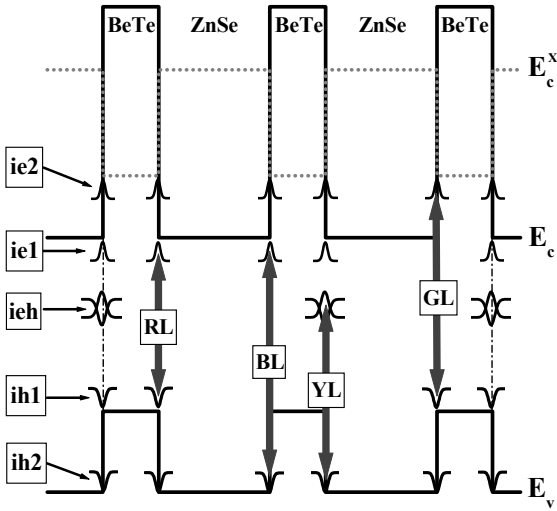 BeTe ZnSe BeTe ZnSe BeTe
E_c^X
ie2
E_c
ie1
ieh
GL
RL
BL
YL
ih1
ih2
E_v